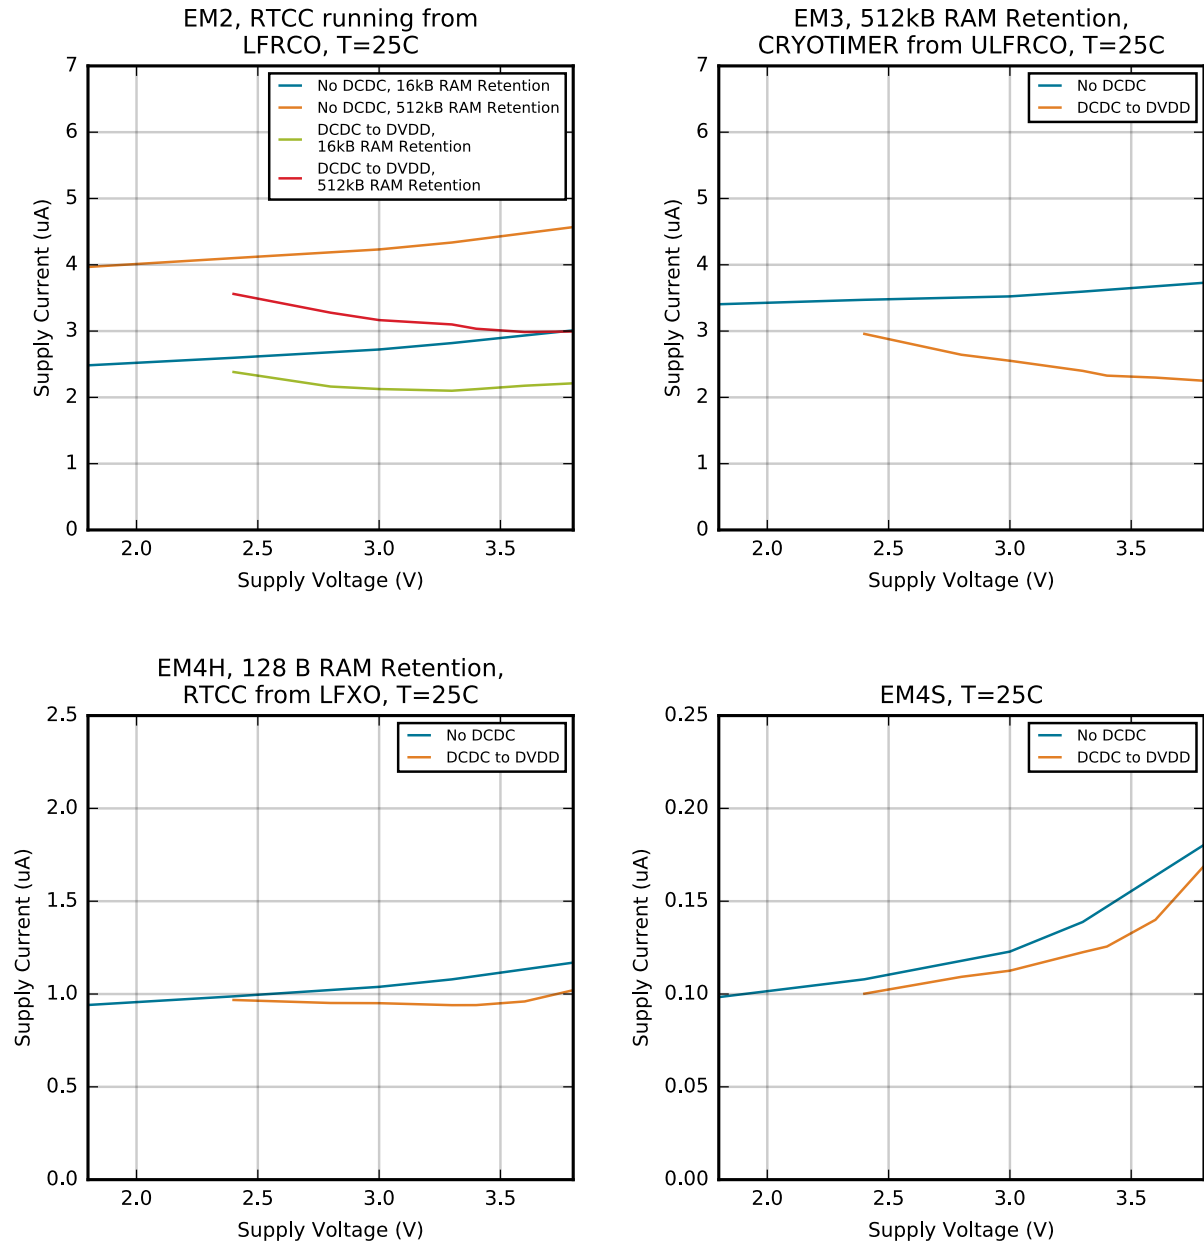 EM2, RTCC running from
LFRCO, T=25C
7
6
5
4
3
2
1
0
Supply Current (uA)
No DCDC, 16kB RAM Retention
No DCDC, 512kB RAM Retention
DCDC to DVDD,
16kB RAM Retention
DCDC to DVDD,
512kB RAM Retention
2.0 2.5 3.0 3.5
Supply Voltage (V)
EM3, 512kB RAM Retention,
CRYOTIMER from ULFRCO, T=25C
7
6
5
4
3
2
1
0
Supply Current (uA)
No DCDC
DCDC to DVDD
2.0 2.5 3.0 3.5
Supply Voltage (V)
EM4H, 128 B RAM Retention,
RTCC from LFXO, T=25C
2.5
2.0
1.5
1.0
0.5
0.0
Supply Current (uA)
No DCDC
DCDC to DVDD
2.0 2.5 3.0 3.5
Supply Voltage (V)
EM4S, T=25C
0.25
0.20
0.15
0.10
0.05
0.00
Supply Current (uA)
No DCDC
DCDC to DVDD
2.0 2.5 3.0 3.5
Supply Voltage (V)